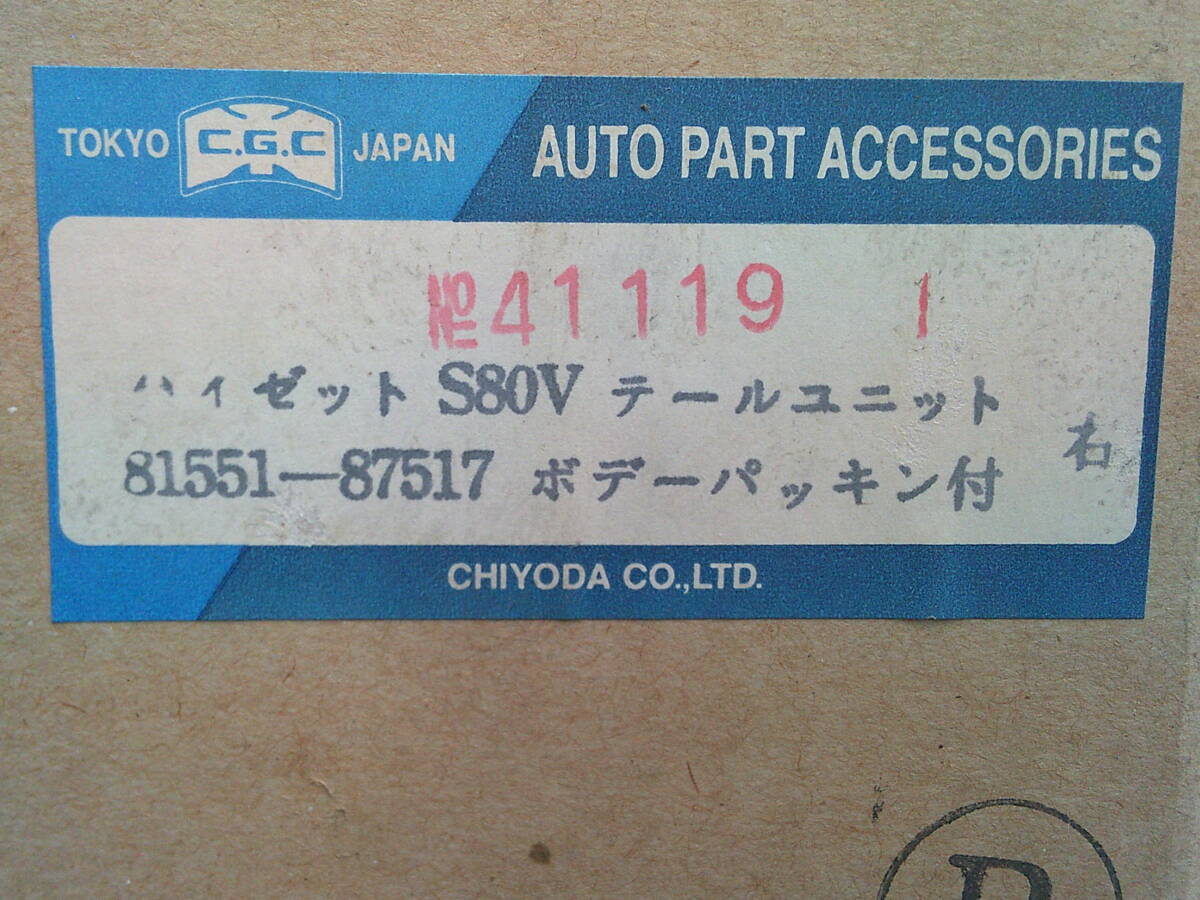 TOKYO C.G.C JAPAN AUTO PART ACCESSORIES
№41119 1
ハイゼット S80V テールユニット
右
81551—87517 ボデーパッキン付
CHIYODA CO.,LTD.
R